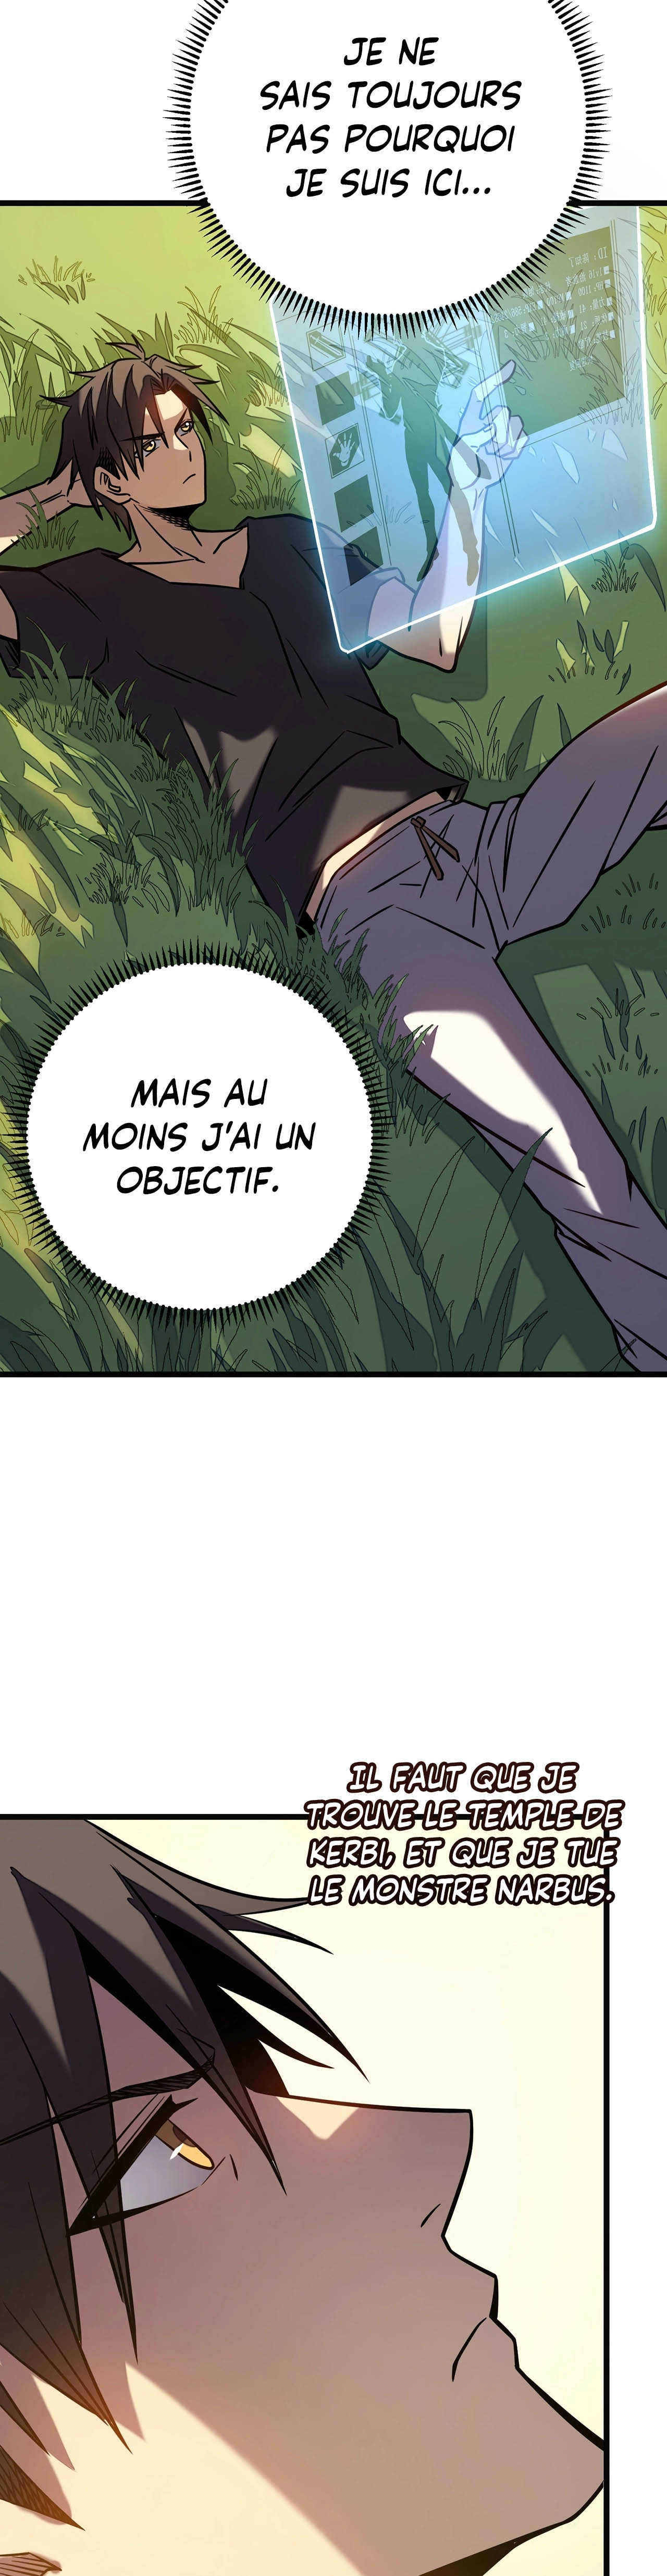 JE NE
SAIS TOUJOURS
PAS POURQUOI
JE SUIS ICI...
MAIS AU
MOINS J'AI UN
OBJECTIF.
IL FAUT QUE JE
TROUVE LE TEMPLE DE
KERBI, ET QUE JE TUE
LE MONSTRE NARBUS.